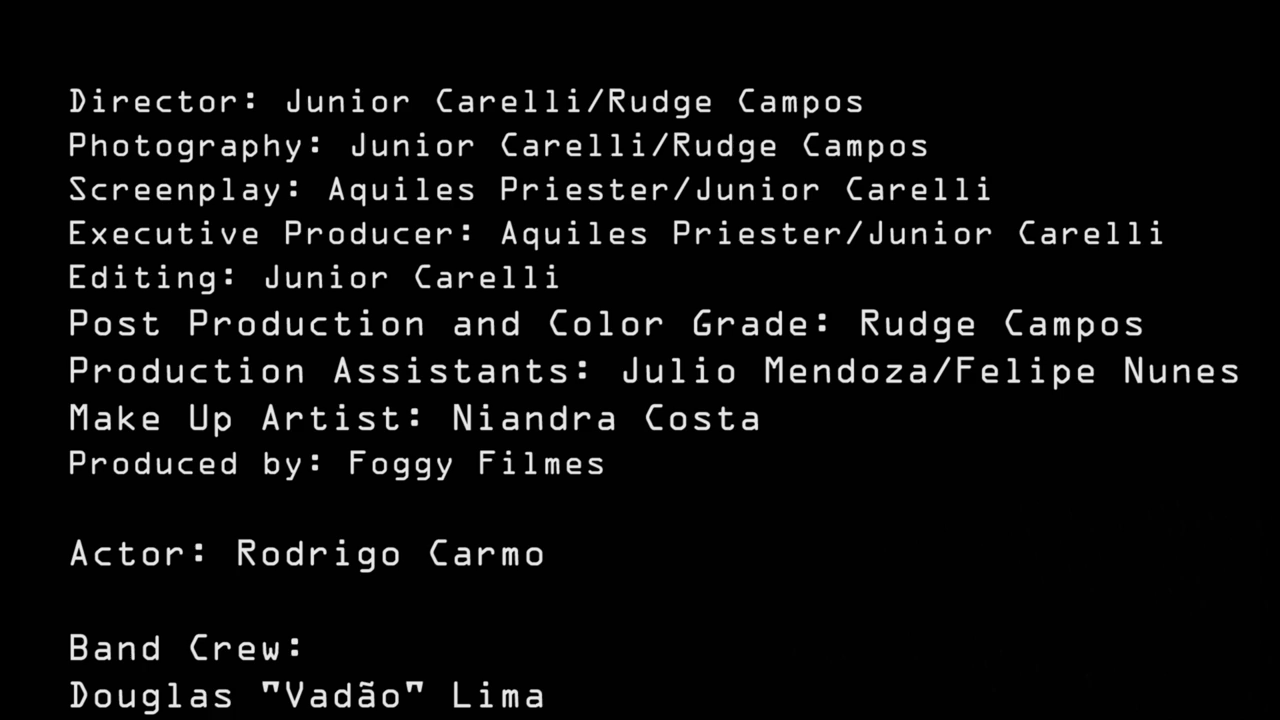 Director: Junior Carelli/Rudge Campos
Photography: Junior Carelli/Rudge Campos
Screenplay: Aquiles Priester/Junior Carelli
Executive Producer: Aquiles Priester/Junior Carelli
Editing: Junior Carelli
Post Production and Color Grade: Rudge Campos
Production Assistants: Julio Mendoza/Felipe Nunes
Make Up Artist: Niandra Costa
Produced by: Foggy Filmes
Actor: Rodrigo Carmo
Band Crew:
Douglas "Vadão" Lima